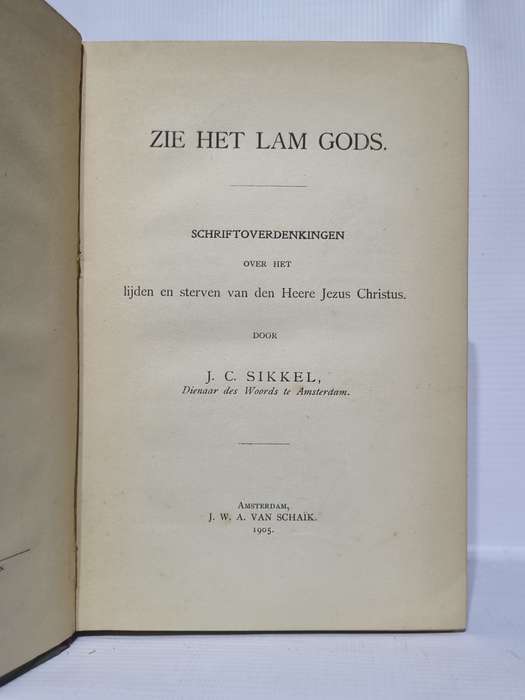 ZIE HET LAM GODS.
SCHRIFTOVERDENKINGEN
OVER HET
lijden en sterven van den Heere Jezus Christus.
DOOR
J. C. SIKKEL,
Dienaar des Woords te Amsterdam.
AMSTERDAM,
J. W. A. VAN SCHAÏK.
1905.